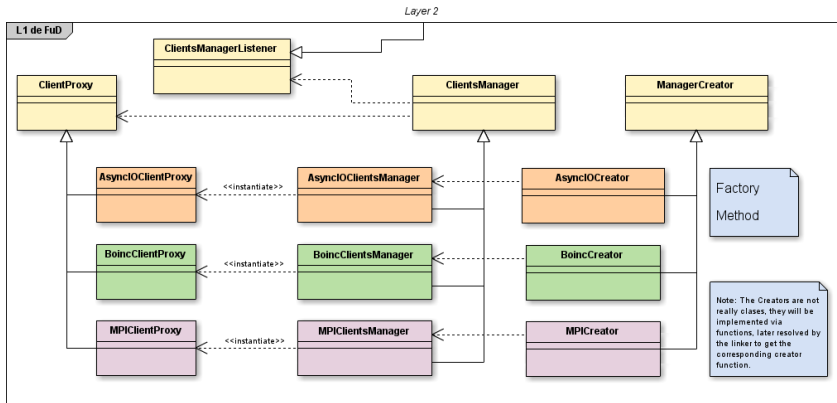 Layer 2
L1 de FuD
ClientsManagerListener
ClientProxy
ClientsManager
ManagerCreator
AsyncIOClientProxy
<<instantiate>>
AsyncIOClientsManager
AsyncIOCreator
Factory
Method
BoincClientProxy
<<instantiate>>
BoincClientsManager
BoincCreator
MPIClientProxy
<<instantiate>>
MPIClientsManager
MPICreator
Note: The Creators are not
really clases, they will be
implemented via
functions, later resolved by
the linker to get the
corresponding creator
function.